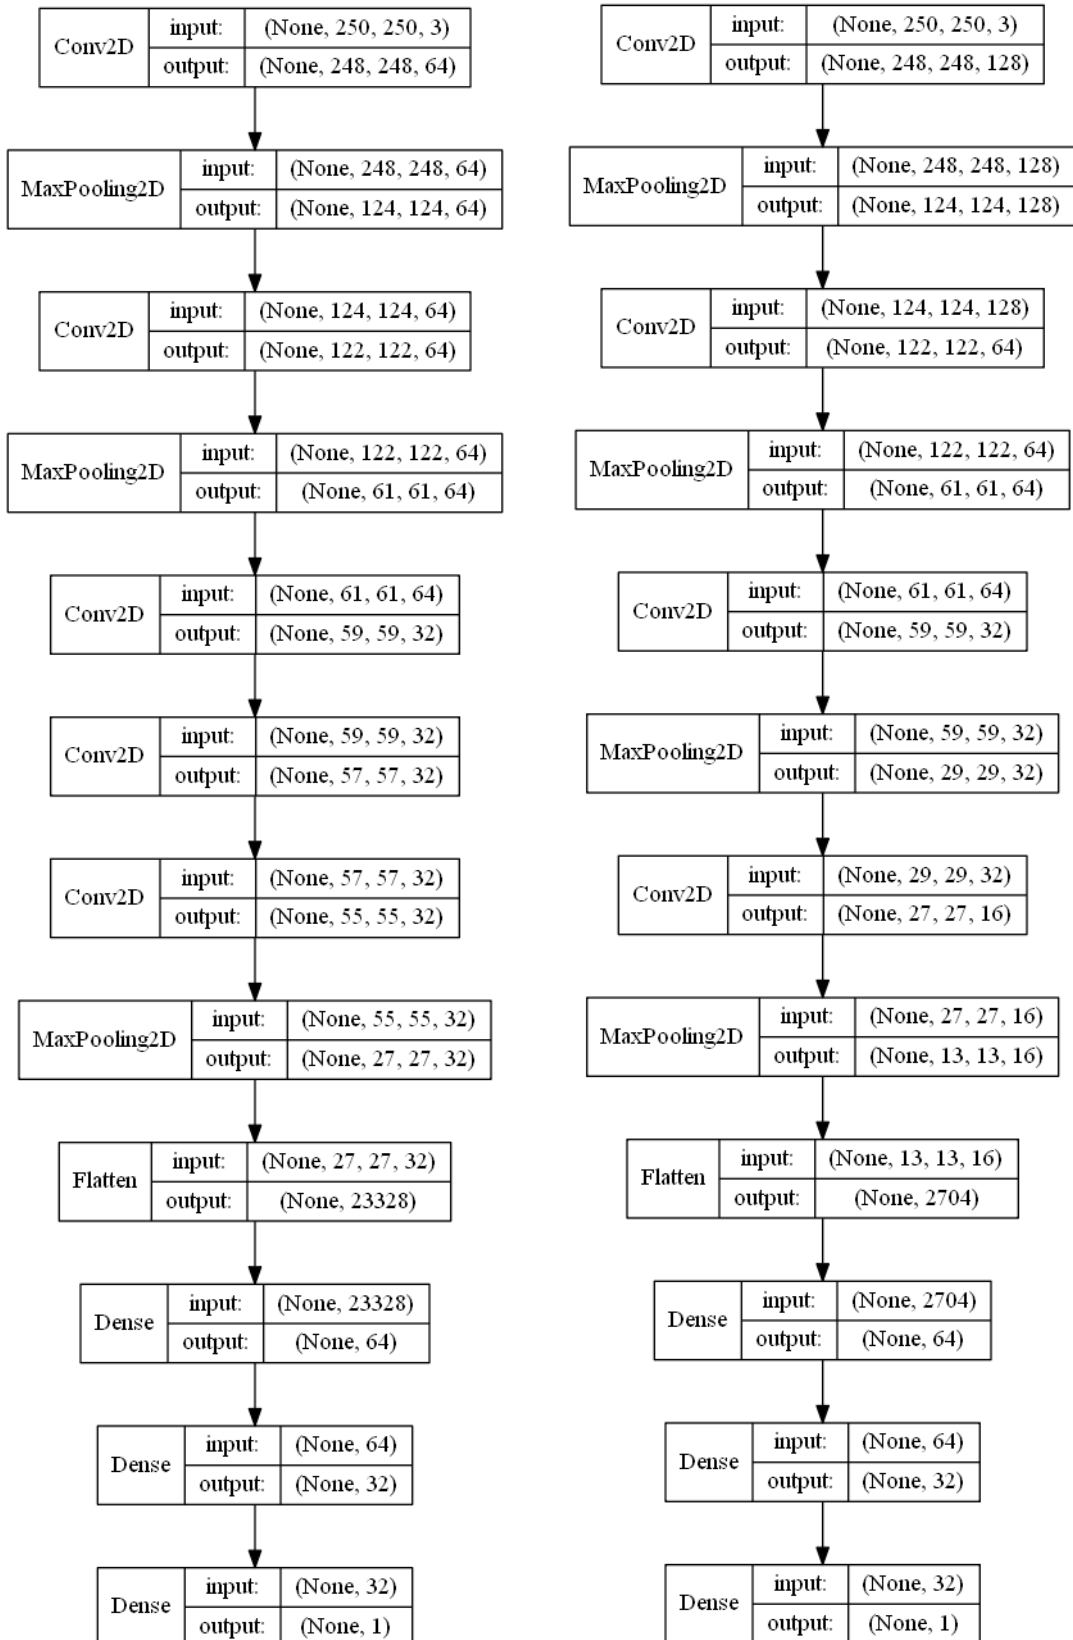 Conv2D
input: (None, 250, 250, 3)
output: (None, 248, 248, 64)
MaxPooling2D
input: (None, 248, 248, 64)
output: (None, 124, 124, 64)
Conv2D
input: (None, 124, 124, 64)
output: (None, 122, 122, 64)
MaxPooling2D
input: (None, 122, 122, 64)
output: (None, 61, 61, 64)
Conv2D
input: (None, 61, 61, 64)
output: (None, 59, 59, 32)
Conv2D
input: (None, 59, 59, 32)
output: (None, 57, 57, 32)
Conv2D
input: (None, 57, 57, 32)
output: (None, 55, 55, 32)
MaxPooling2D
input: (None, 55, 55, 32)
output: (None, 27, 27, 32)
Flatten
input: (None, 27, 27, 32)
output: (None, 23328)
Dense
input: (None, 23328)
output: (None, 64)
Dense
input: (None, 64)
output: (None, 32)
Dense
input: (None, 32)
output: (None, 1)
Conv2D
input: (None, 250, 250, 3)
output: (None, 248, 248, 128)
MaxPooling2D
input: (None, 248, 248, 128)
output: (None, 124, 124, 128)
Conv2D
input: (None, 124, 124, 128)
output: (None, 122, 122, 64)
MaxPooling2D
input: (None, 122, 122, 64)
output: (None, 61, 61, 64)
Conv2D
input: (None, 61, 61, 64)
output: (None, 59, 59, 32)
MaxPooling2D
input: (None, 59, 59, 32)
output: (None, 29, 29, 32)
Conv2D
input: (None, 29, 29, 32)
output: (None, 27, 27, 16)
MaxPooling2D
input: (None, 27, 27, 16)
output: (None, 13, 13, 16)
Flatten
input: (None, 13, 13, 16)
output: (None, 2704)
Dense
input: (None, 2704)
output: (None, 64)
Dense
input: (None, 64)
output: (None, 32)
Dense
input: (None, 32)
output: (None, 1)